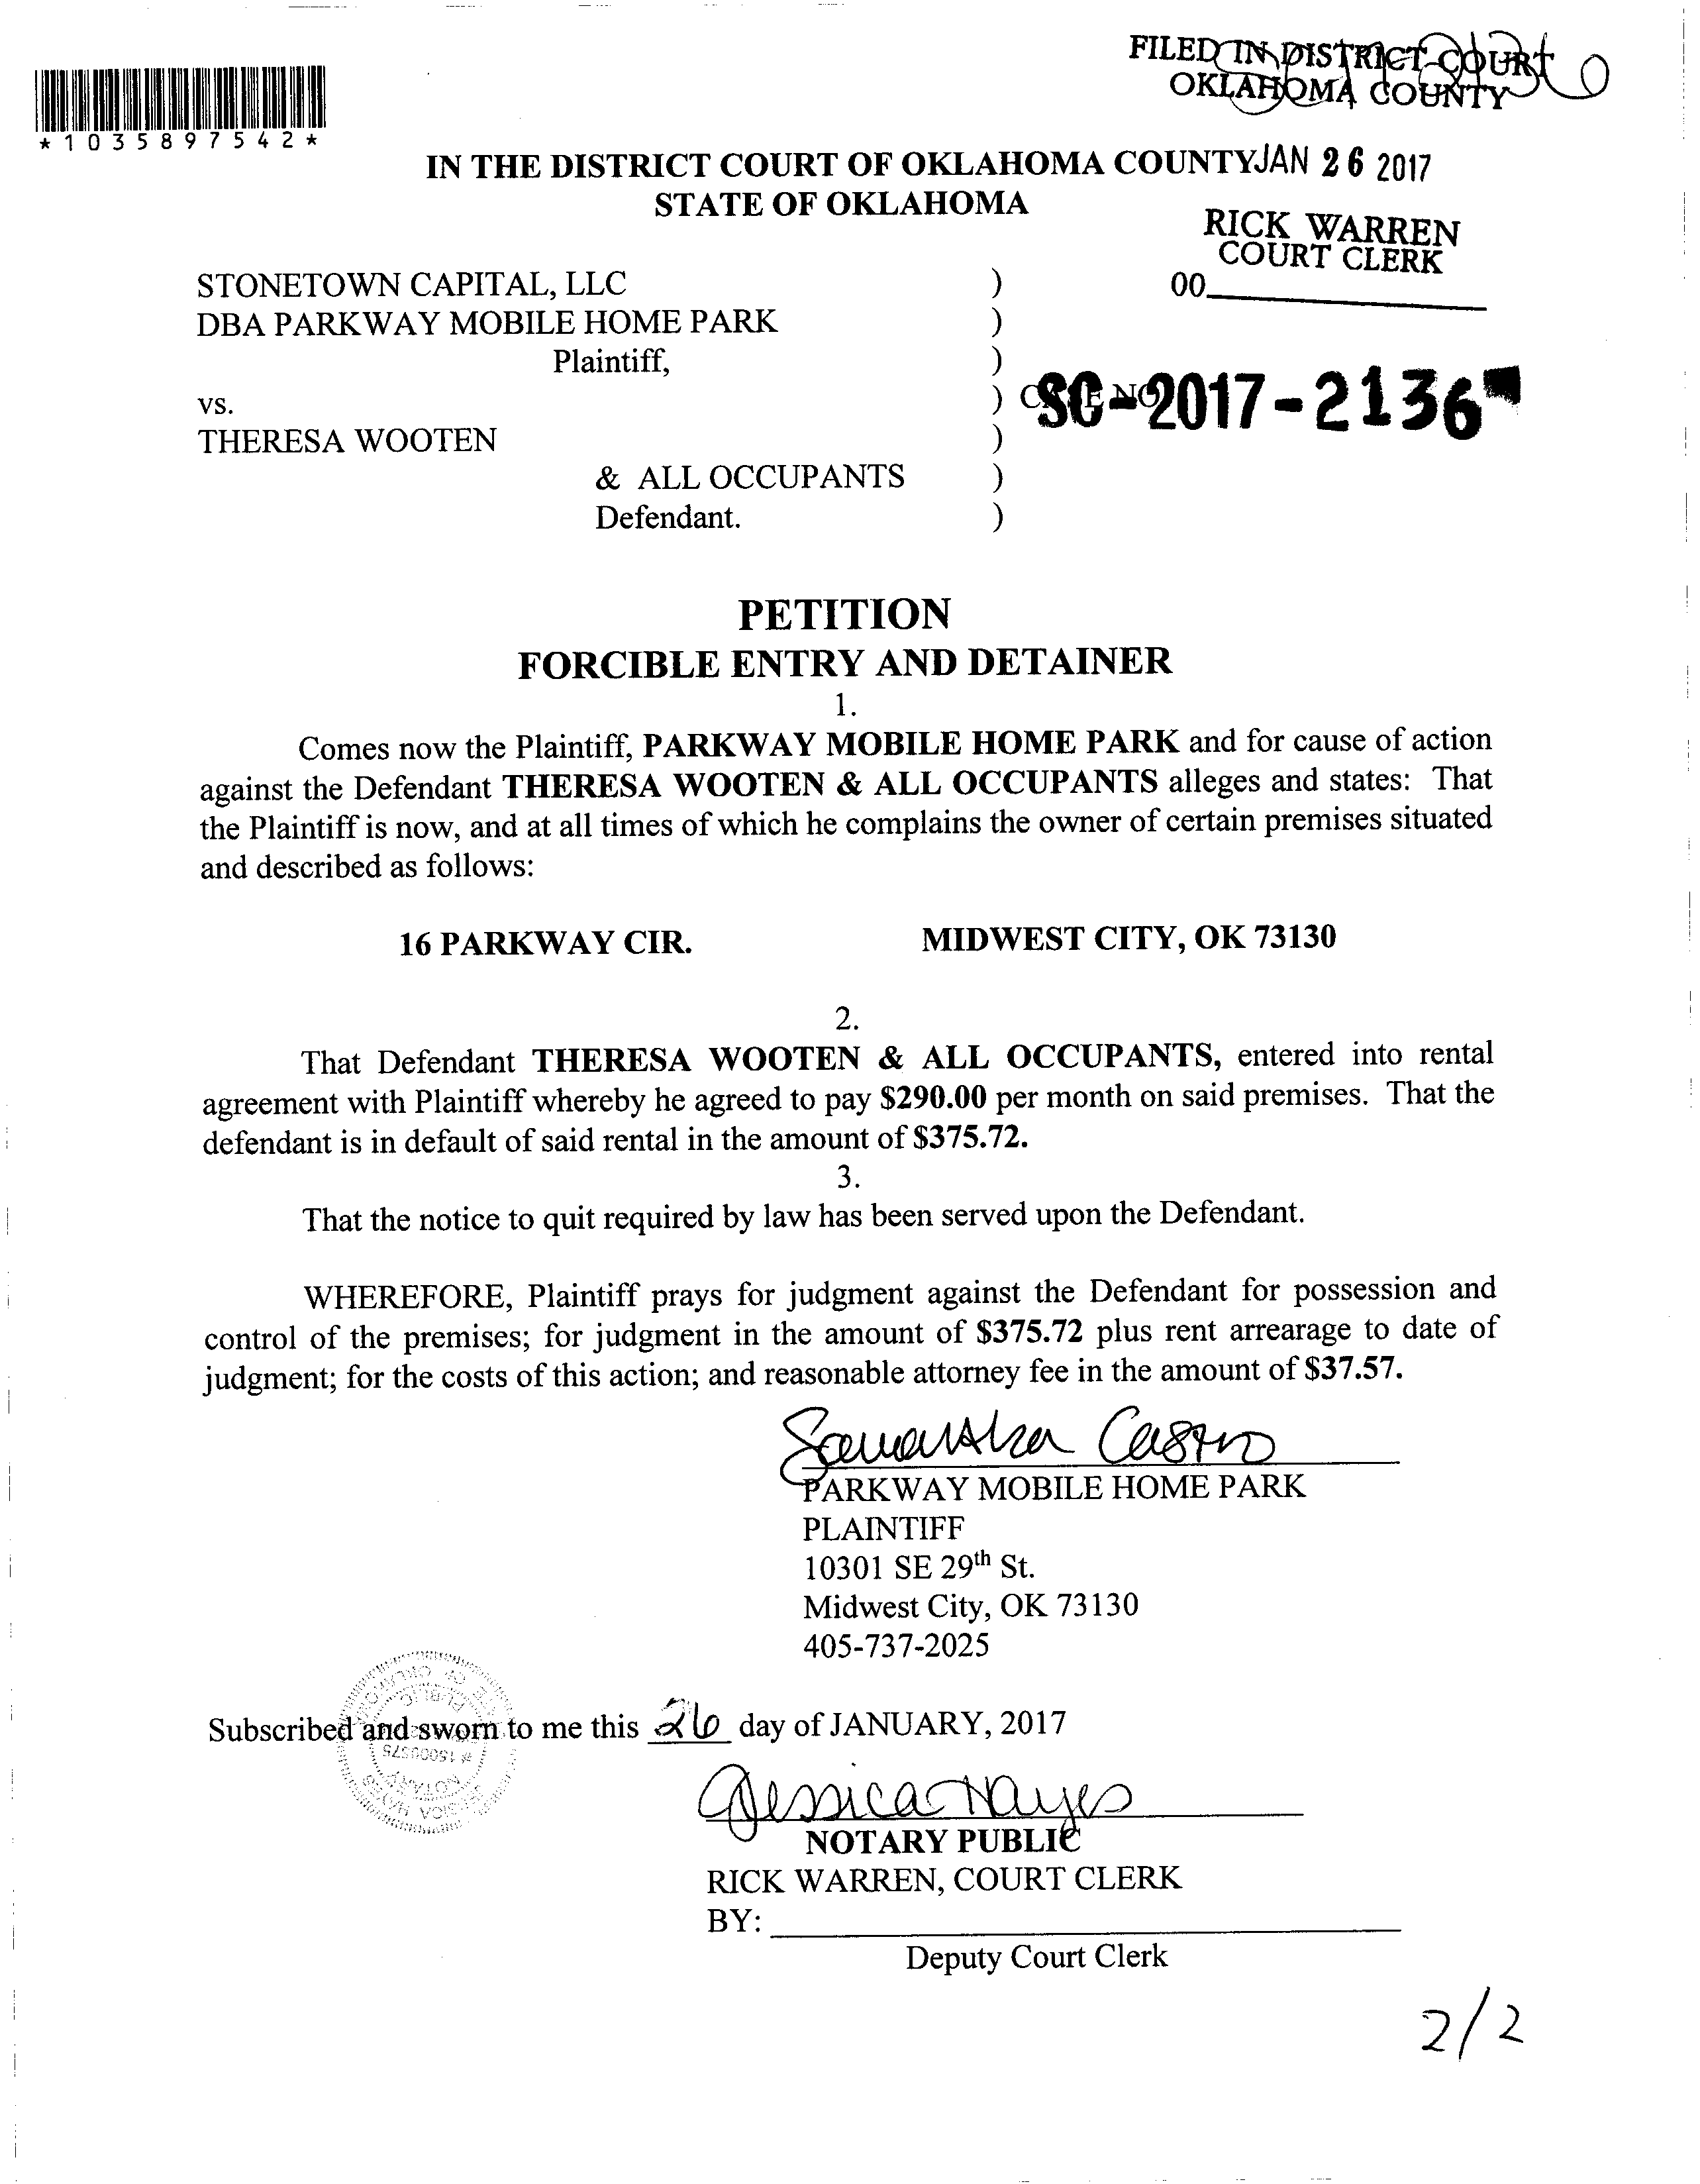 FILED IN DISTRICT COURT
OKLAHOMA COUNTY
*1035897542*
IN THE DISTRICT COURT OF OKLAHOMA COUNTY JAN 26 2017
STATE OF OKLAHOMA
RICK WARREN
COURT CLERK
00
STONETOWN CAPITAL, LLC )
DBA PARKWAY MOBILE HOME PARK )
Plaintiff, )
vs. ) CASE NO SC-2017-2136
THERESA WOOTEN )
& ALL OCCUPANTS )
Defendant. )
PETITION
FORCIBLE ENTRY AND DETAINER
1.
Comes now the Plaintiff, PARKWAY MOBILE HOME PARK and for cause of action
against the Defendant THERESA WOOTEN & ALL OCCUPANTS alleges and states: That
the Plaintiff is now, and at all times of which he complains the owner of certain premises situated
and described as follows:
16 PARKWAY CIR. MIDWEST CITY, OK 73130
2.
That Defendant THERESA WOOTEN & ALL OCCUPANTS, entered into rental
agreement with Plaintiff whereby he agreed to pay $290.00 per month on said premises. That the
defendant is in default of said rental in the amount of $375.72.
3.
That the notice to quit required by law has been served upon the Defendant.
WHEREFORE, Plaintiff prays for judgment against the Defendant for possession and
control of the premises; for judgment in the amount of $375.72 plus rent arrearage to date of
judgment; for the costs of this action; and reasonable attorney fee in the amount of $37.57.
Samantha Castro
PARKWAY MOBILE HOME PARK
PLAINTIFF
10301 SE 29th St.
Midwest City, OK 73130
405-737-2025
Subscribed and sworn to me this 26 day of JANUARY, 2017
Jessica Hayes
NOTARY PUBLIC
RICK WARREN, COURT CLERK
BY:
Deputy Court Clerk
2/2